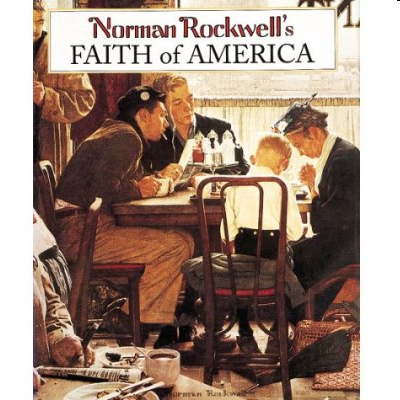 Norman Rockwell's
FAITH of AMERICA
Norman Rockwell